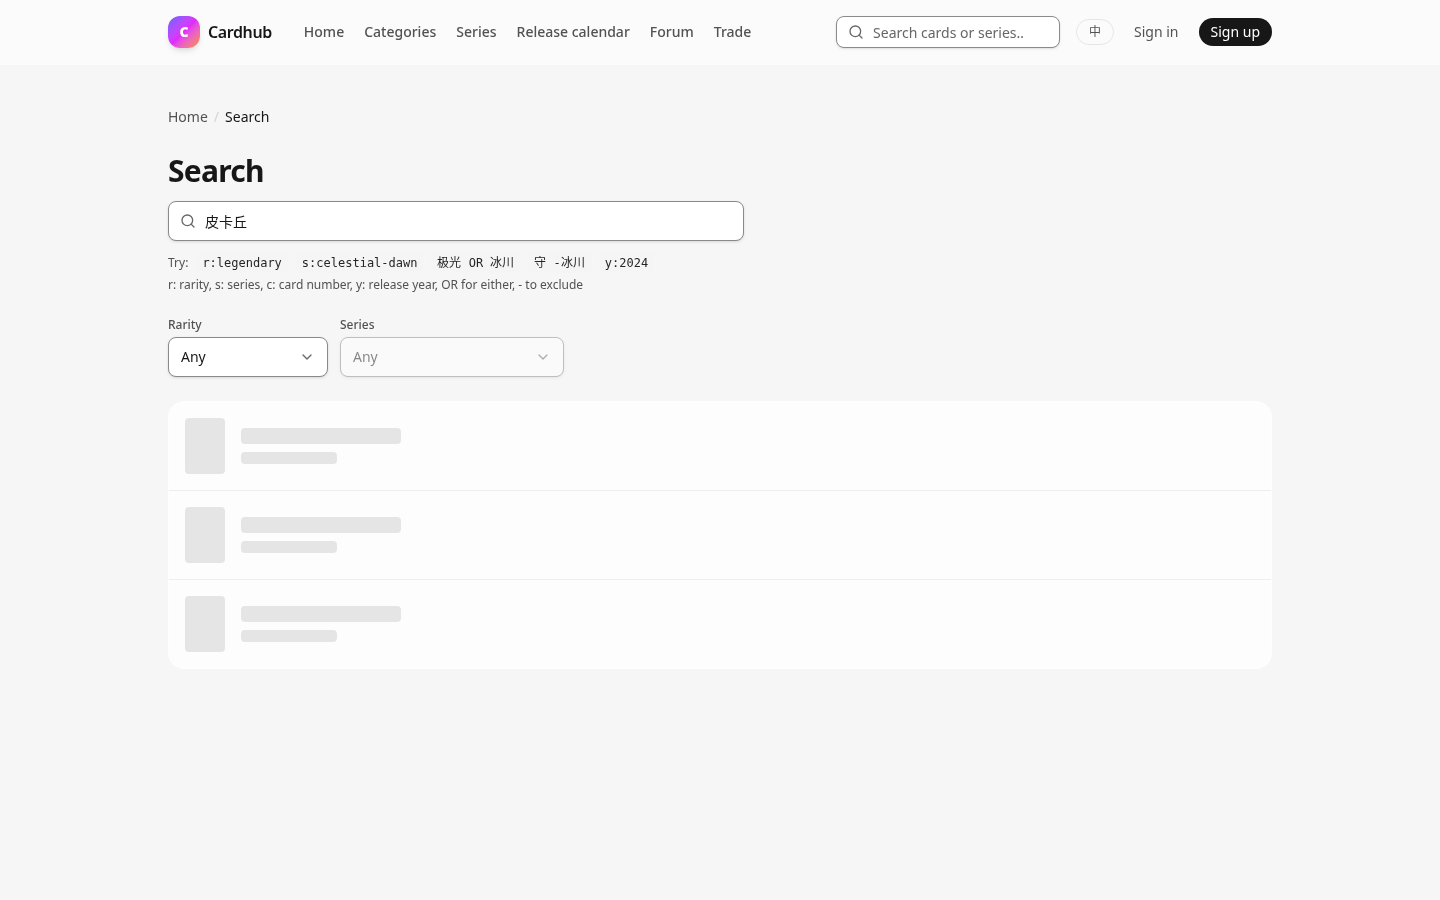 C Cardhub Home Categories Series Release calendar Forum Trade Search cards or series.. 中 Sign in Sign up
Home / Search
Search
皮卡丘
Try: r:legendary s:celestial-dawn 极光 OR 冰川 守 -冰川 y:2024
r: rarity, s: series, c: card number, y: release year, OR for either, - to exclude
Rarity Series
Any Any